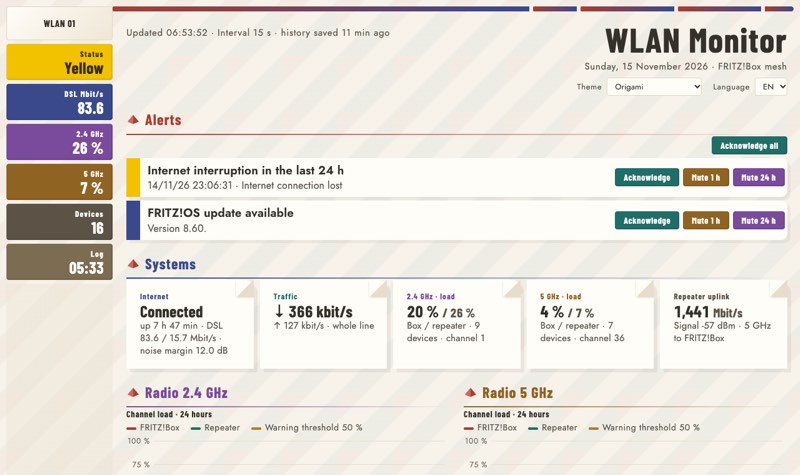 WLAN 01
Status
Yellow
DSL Mbit/s
83.6
2.4 GHz
26 %
5 GHz
7 %
Devices
16
Log
05:33
Updated 06:53:52 · Interval 15 s · history saved 11 min ago
WLAN Monitor
Sunday, 15 November 2026 · FRITZ!Box mesh
Theme Origami Language EN
Alerts
Acknowledge all
Internet interruption in the last 24 h
14/11/26 23:06:31 · Internet connection lost
Acknowledge Mute 1 h Mute 24 h
FRITZ!OS update available
Version 8.60.
Acknowledge Mute 1 h Mute 24 h
Systems
Internet
Connected
up 7 h 47 min · DSL
83.6 / 15.7 Mbit/s ·
noise margin 12.0 dB
Traffic
↓ 366 kbit/s
↑ 127 kbit/s · whole line
2.4 GHz · load
20 % / 26 %
Box / repeater · 9
devices · channel 1
5 GHz · load
4 % / 7 %
Box / repeater · 7
devices · channel 36
Repeater uplink
1,441 Mbit/s
Signal -57 dBm · 5 GHz
to FRITZ!Box
Radio 2.4 GHz
Channel load · 24 hours
FRITZ!Box Repeater Warning threshold 50 %
100 %
75 %
Radio 5 GHz
Channel load · 24 hours
FRITZ!Box Repeater Warning threshold 50 %
100 %
75 %